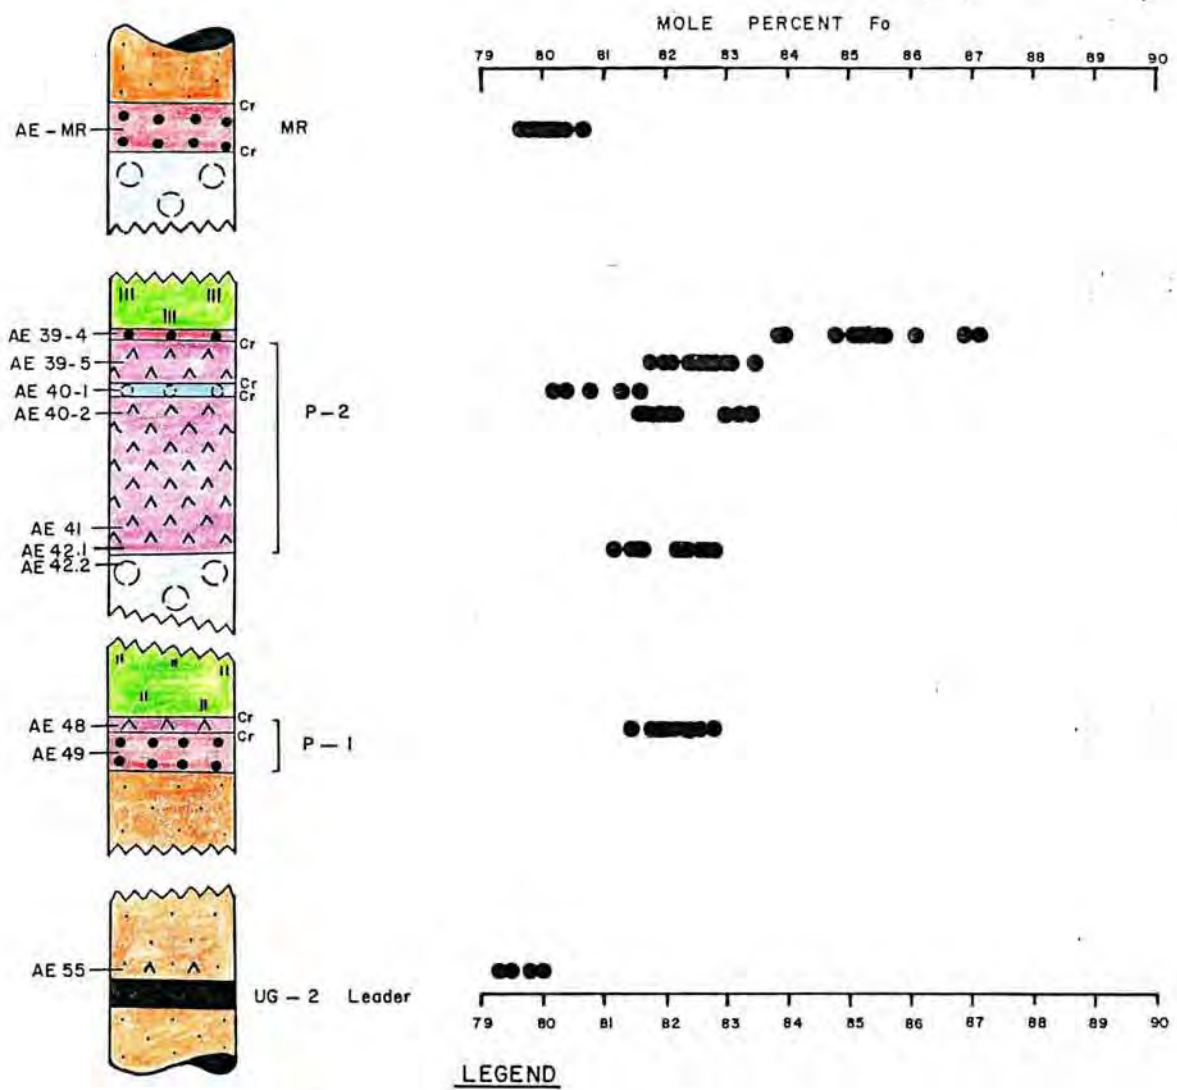 MOLE PERCENT Fo
79 80 81 82 83 84 85 86 87 88 89 90
Cr
AE - MR
MR
Cr
AE 39-4
Cr
AE 39-5
Cr
AE 40-1
Cr
AE 40-2
P-2
AE 41
AE 42.1
AE 42.2
Cr
AE 48
Cr
AE 49
P-1
AE 55
UG-2 Leader
79 80 81 82 83 84 85 86 87 88 89 90
LEGEND